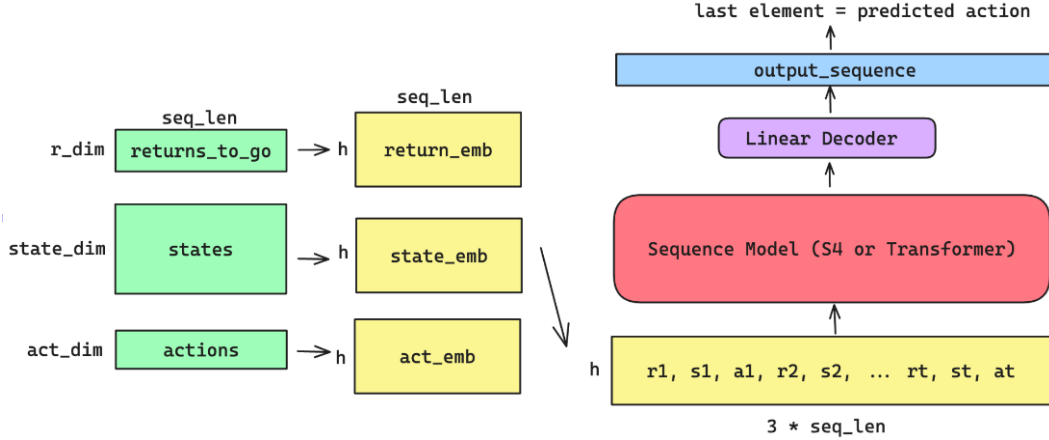 last element = predicted action
output_sequence
seq_len
seq_len
r_dim
returns_to_go
h
return_emb
Linear Decoder
state_dim
states
h
state_emb
Sequence Model (S4 or Transformer)
act_dim
actions
h
act_emb
h
r1, s1, a1, r2, s2, ... rt, st, at
3 * seq_len